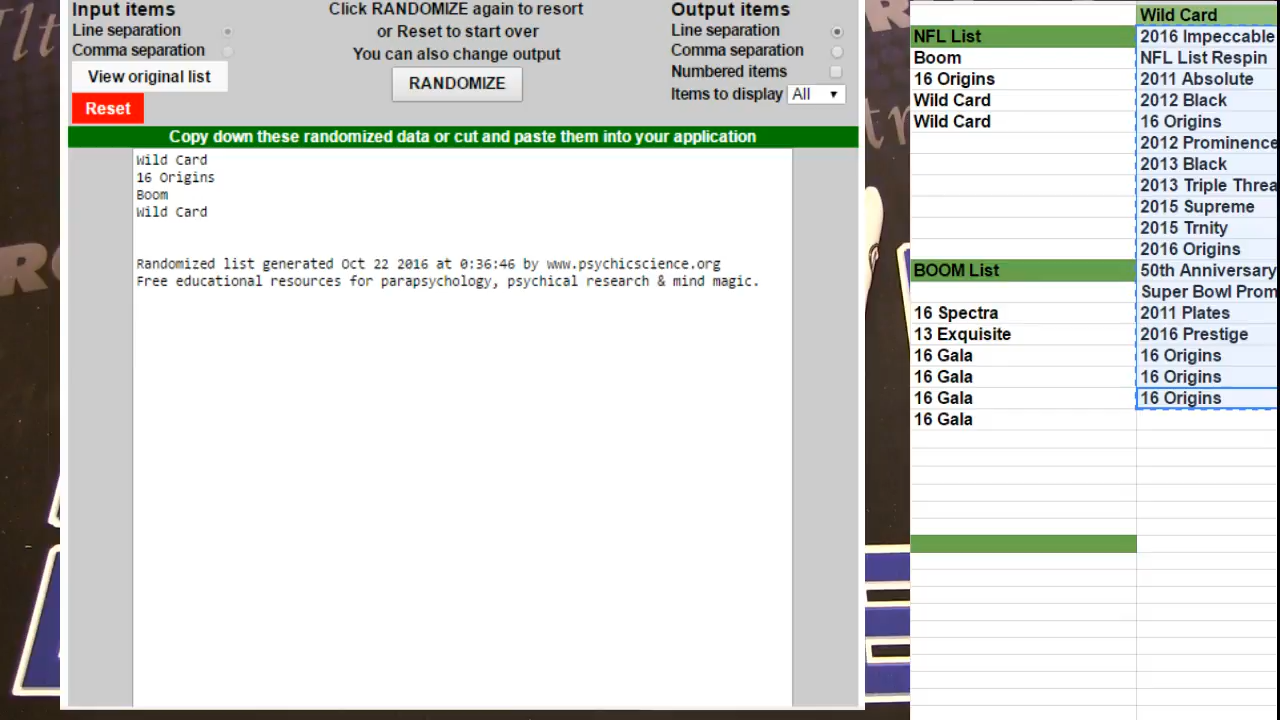 Input items
Line separation
Comma separation
View original list
Reset
Click RANDOMIZE again to resort
or Reset to start over
You can also change output
RANDOMIZE
Output items
Line separation
Comma separation
Numbered items
Items to display All
Copy down these randomized data or cut and paste them into your application
Wild Card
16 Origins
Boom
Wild Card
Randomized list generated Oct 22 2016 at 0:36:46 by www.psychicscience.org
Free educational resources for parapsychology, psychical research & mind magic.
NFL List
Boom
16 Origins
Wild Card
Wild Card
BOOM List
16 Spectra
13 Exquisite
16 Gala
16 Gala
16 Gala
16 Gala
Wild Card
2016 Impeccable
NFL List Respin
2011 Absolute
2012 Black
16 Origins
2012 Prominence
2013 Black
2013 Triple Threa
2015 Supreme
2015 Trnity
2016 Origins
50th Anniversary
Super Bowl Prom
2011 Plates
2016 Prestige
16 Origins
16 Origins
16 Origins